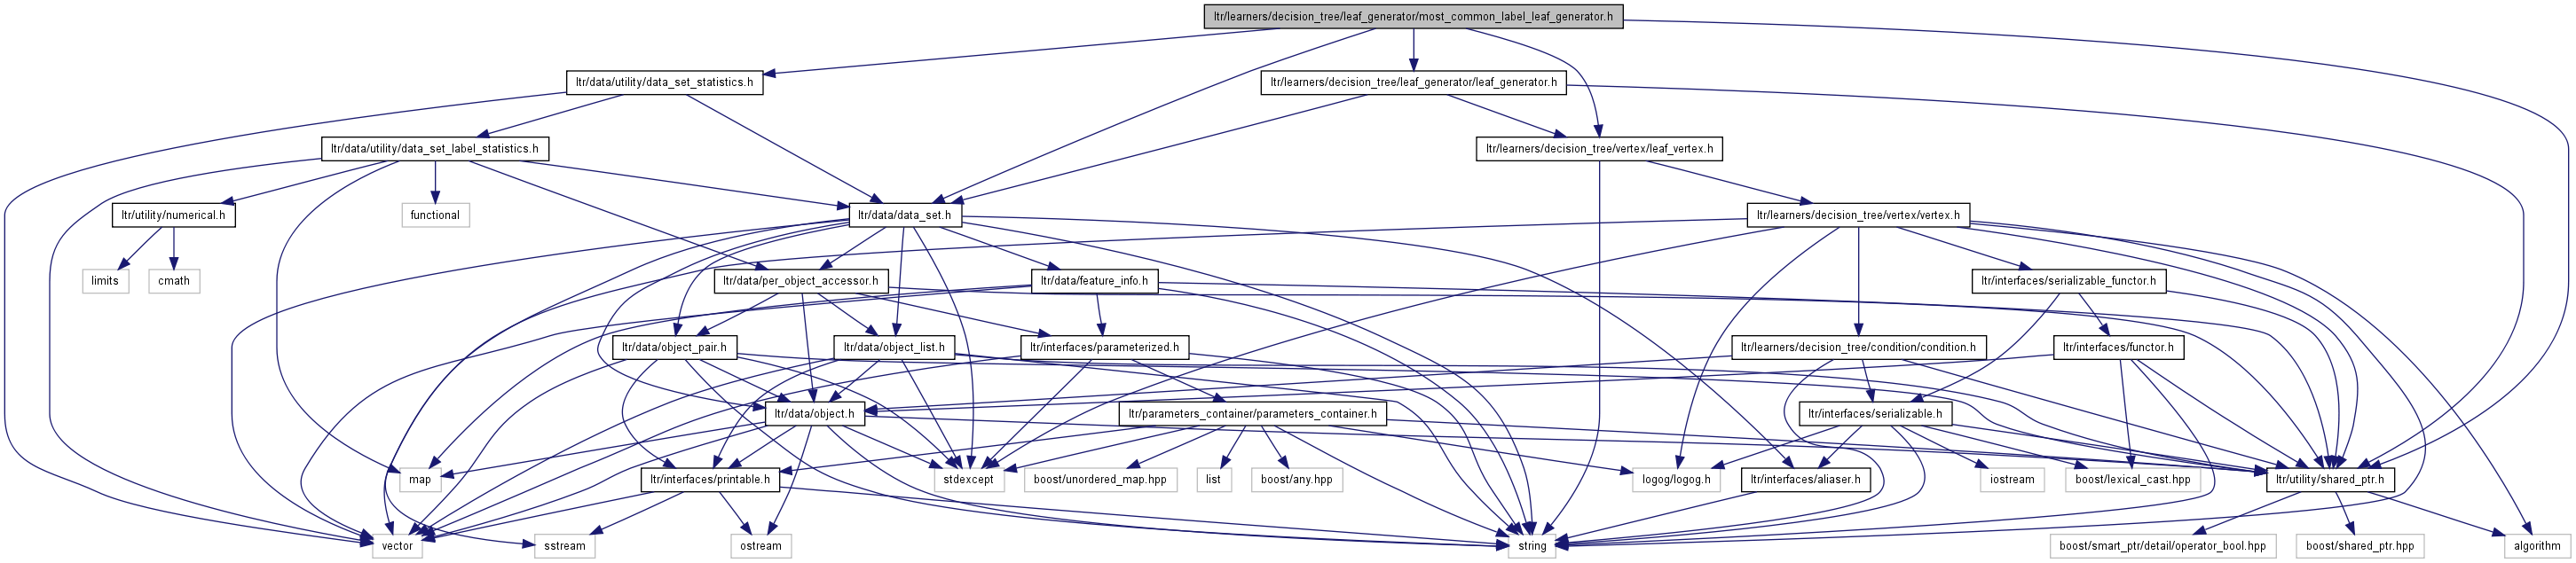 ltr/learners/decision_tree/leaf_generator/most_common_label_leaf_generator.h
ltr/data/utility/data_set_statistics.h
ltr/learners/decision_tree/leaf_generator/leaf_generator.h
ltr/data/utility/data_set_label_statistics.h
ltr/learners/decision_tree/vertex/leaf_vertex.h
ltr/utility/numerical.h
functional
ltr/data/data_set.h
ltr/learners/decision_tree/vertex/vertex.h
limits
cmath
ltr/data/per_object_accessor.h
ltr/data/feature_info.h
ltr/interfaces/serializable_functor.h
ltr/data/object_pair.h
ltr/data/object_list.h
ltr/interfaces/parameterized.h
ltr/learners/decision_tree/condition/condition.h
ltr/interfaces/functor.h
ltr/data/object.h
ltr/parameters_container/parameters_container.h
ltr/interfaces/serializable.h
map
ltr/interfaces/printable.h
stdexcept
boost/unordered_map.hpp
list
boost/any.hpp
logog/logog.h
ltr/interfaces/aliaser.h
iostream
boost/lexical_cast.hpp
ltr/utility/shared_ptr.h
vector
sstream
ostream
string
boost/smart_ptr/detail/operator_bool.hpp
boost/shared_ptr.hpp
algorithm